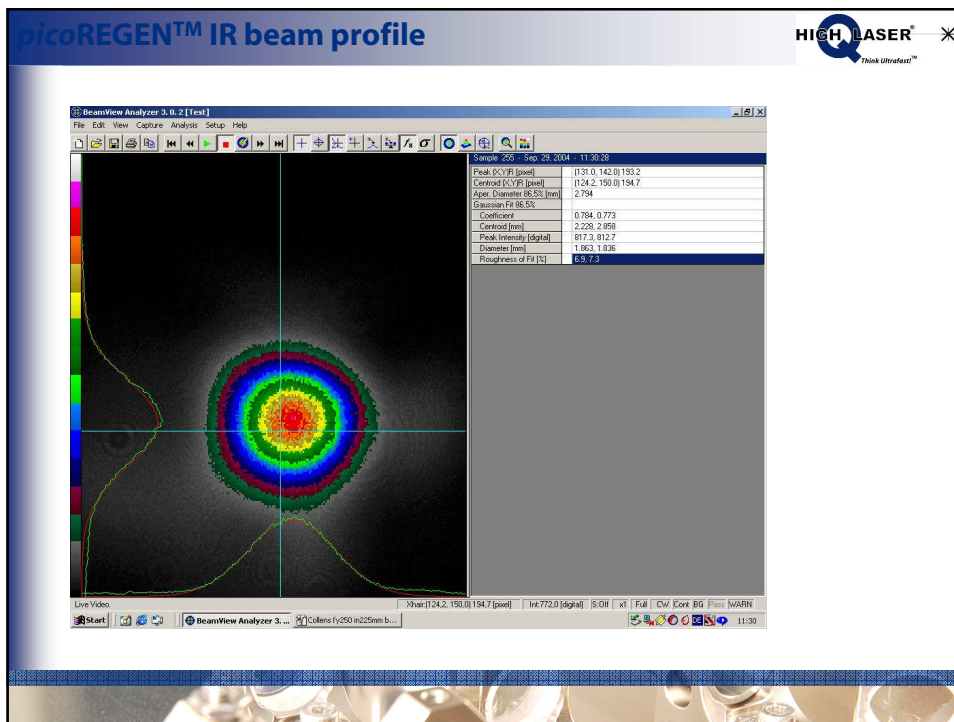 picoREGEN™ IR beam profile
HIGH Q LASER®
Think Ultrafast!™
BeamView Analyzer 3. 0. 2 [Test]
File Edit View Capture Analysis Setup Help
Sample 255 - Sep. 29, 2004 - 11:30:28
Peak (X,Y)R [pixel] (131.0, 142.0) 193.2
Centroid (X,Y)R [pixel] (124.2, 150.0) 194.7
Aper. Diameter 86,5% [mm] 2.794
Gaussian Fit 86.5%
Coefficient 0.784, 0.773
Centroid [mm] 2.228, 2.858
Peak Intensity [digital] 817.3, 812.7
Diameter [mm] 1.863, 1.836
Roughness of Fit [%] 6.9, 7.3
Live Video. Xhair:(124,2, 150,0) 194,7 [pixel] Int:772,0 [digital] S:Off x1 Full CW Cont BG Pass WARN
Start BeamView Analyzer 3. ... Collens fy250 in225mm b... DE 11:30